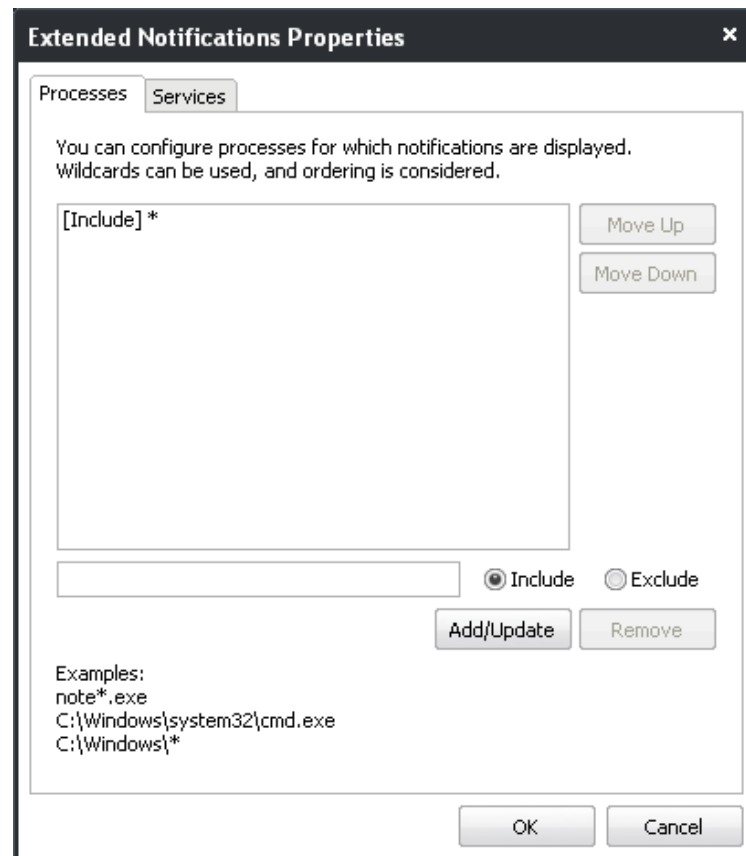 Extended Notifications Properties
Processes
Services
You can configure processes for which notifications are displayed.
Wildcards can be used, and ordering is considered.
[Include] *
Move Up
Move Down
Include
Exclude
Add/Update
Remove
Examples:
note*.exe
C:\Windows\system32\cmd.exe
C:\Windows\*
OK
Cancel